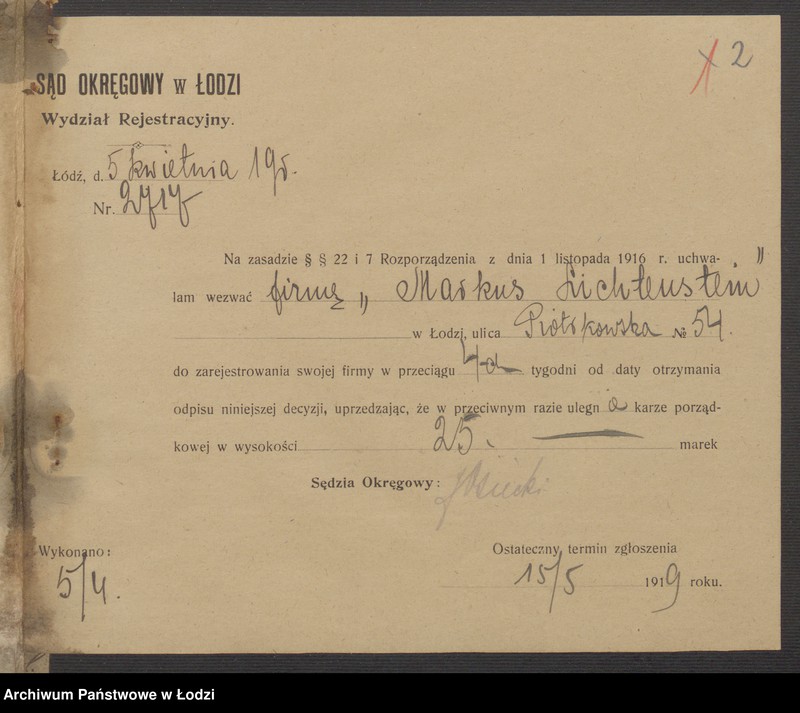 2
SĄD OKRĘGOWY w ŁODZI
Wydział Rejestracyjny.
Łódź, d. 5 kwietnia 19
Nr. 2717
Na zasadzie § § 22 i 7 Rozporządzenia z dnia 1 listopada 1916 r. uchwa-
lam wezwać firmę „Markus Lichtenstein”
w Łodzi, ulica Piotrkowska № 54.
do zarejestrowania swojej firmy w przeciągu 4-ch tygodni od daty otrzymania
odpisu niniejszej decyzji, uprzedzając, że w przeciwnym razie ulegnie karze porząd-
kowej w wysokości 25. — marek
Sędzia Okręgowy:
Wykonano:
5/4.
Ostateczny termin zgłoszenia
15/5 1919 roku.
Archiwum Państwowe w Łodzi